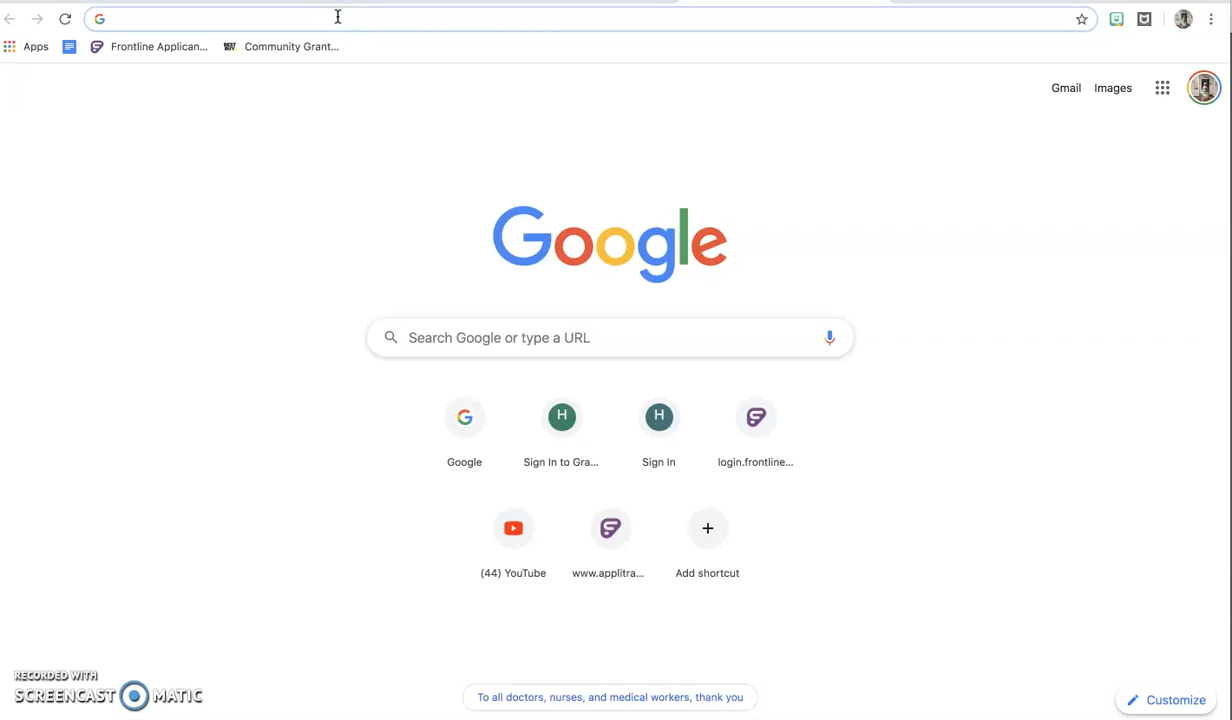 Apps
Frontline Applican...
Community Grant...
Gmail
Images
Google
Search Google or type a URL
H
H
Google
Sign In to Gra...
Sign In
login.frontline...
(44) YouTube
www.applitra...
Add shortcut
RECORDED WITH
SCREENCAST MATIC
To all doctors, nurses, and medical workers, thank you
Customize